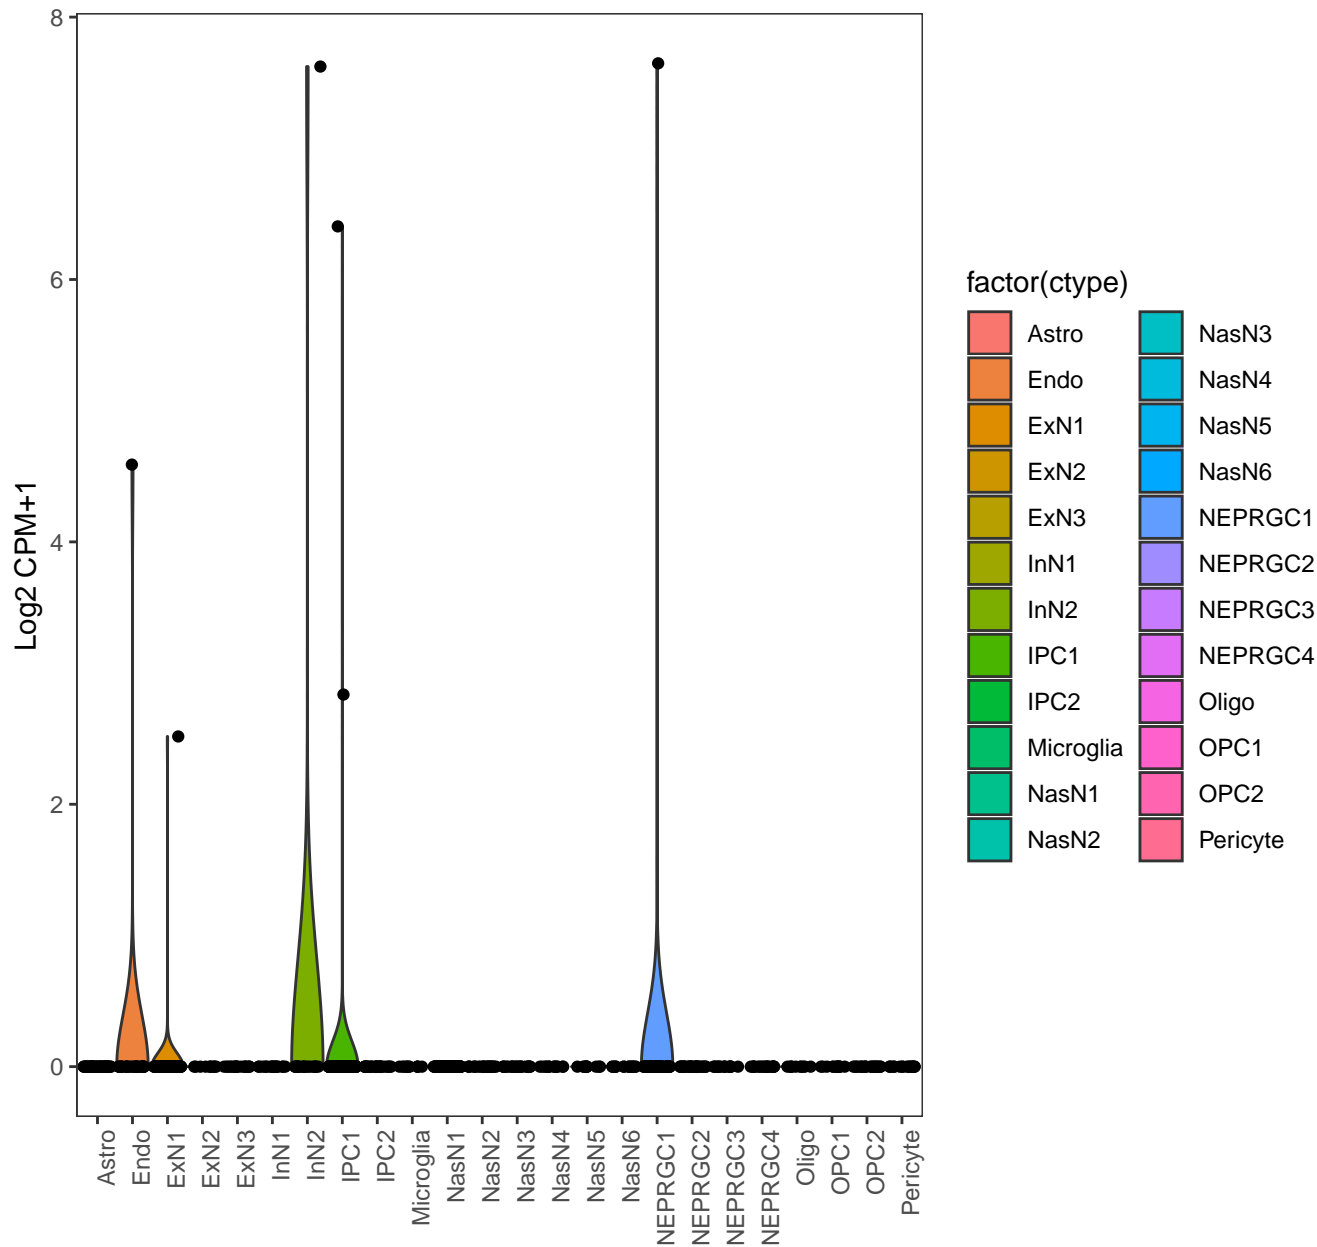 8
6
4
2
0
Log2 CPM+1
Astro
Endo
ExN1
ExN2
ExN3
InN1
InN2
IPC1
IPC2
Microglia
NasN1
NasN2
NasN3
NasN4
NasN5
NasN6
NEPRGC1
NEPRGC2
NEPRGC3
NEPRGC4
Oligo
OPC1
OPC2
Pericyte
factor(ctype)
Astro
Endo
ExN1
ExN2
ExN3
InN1
InN2
IPC1
IPC2
Microglia
NasN1
NasN2
NasN3
NasN4
NasN5
NasN6
NEPRGC1
NEPRGC2
NEPRGC3
NEPRGC4
Oligo
OPC1
OPC2
Pericyte